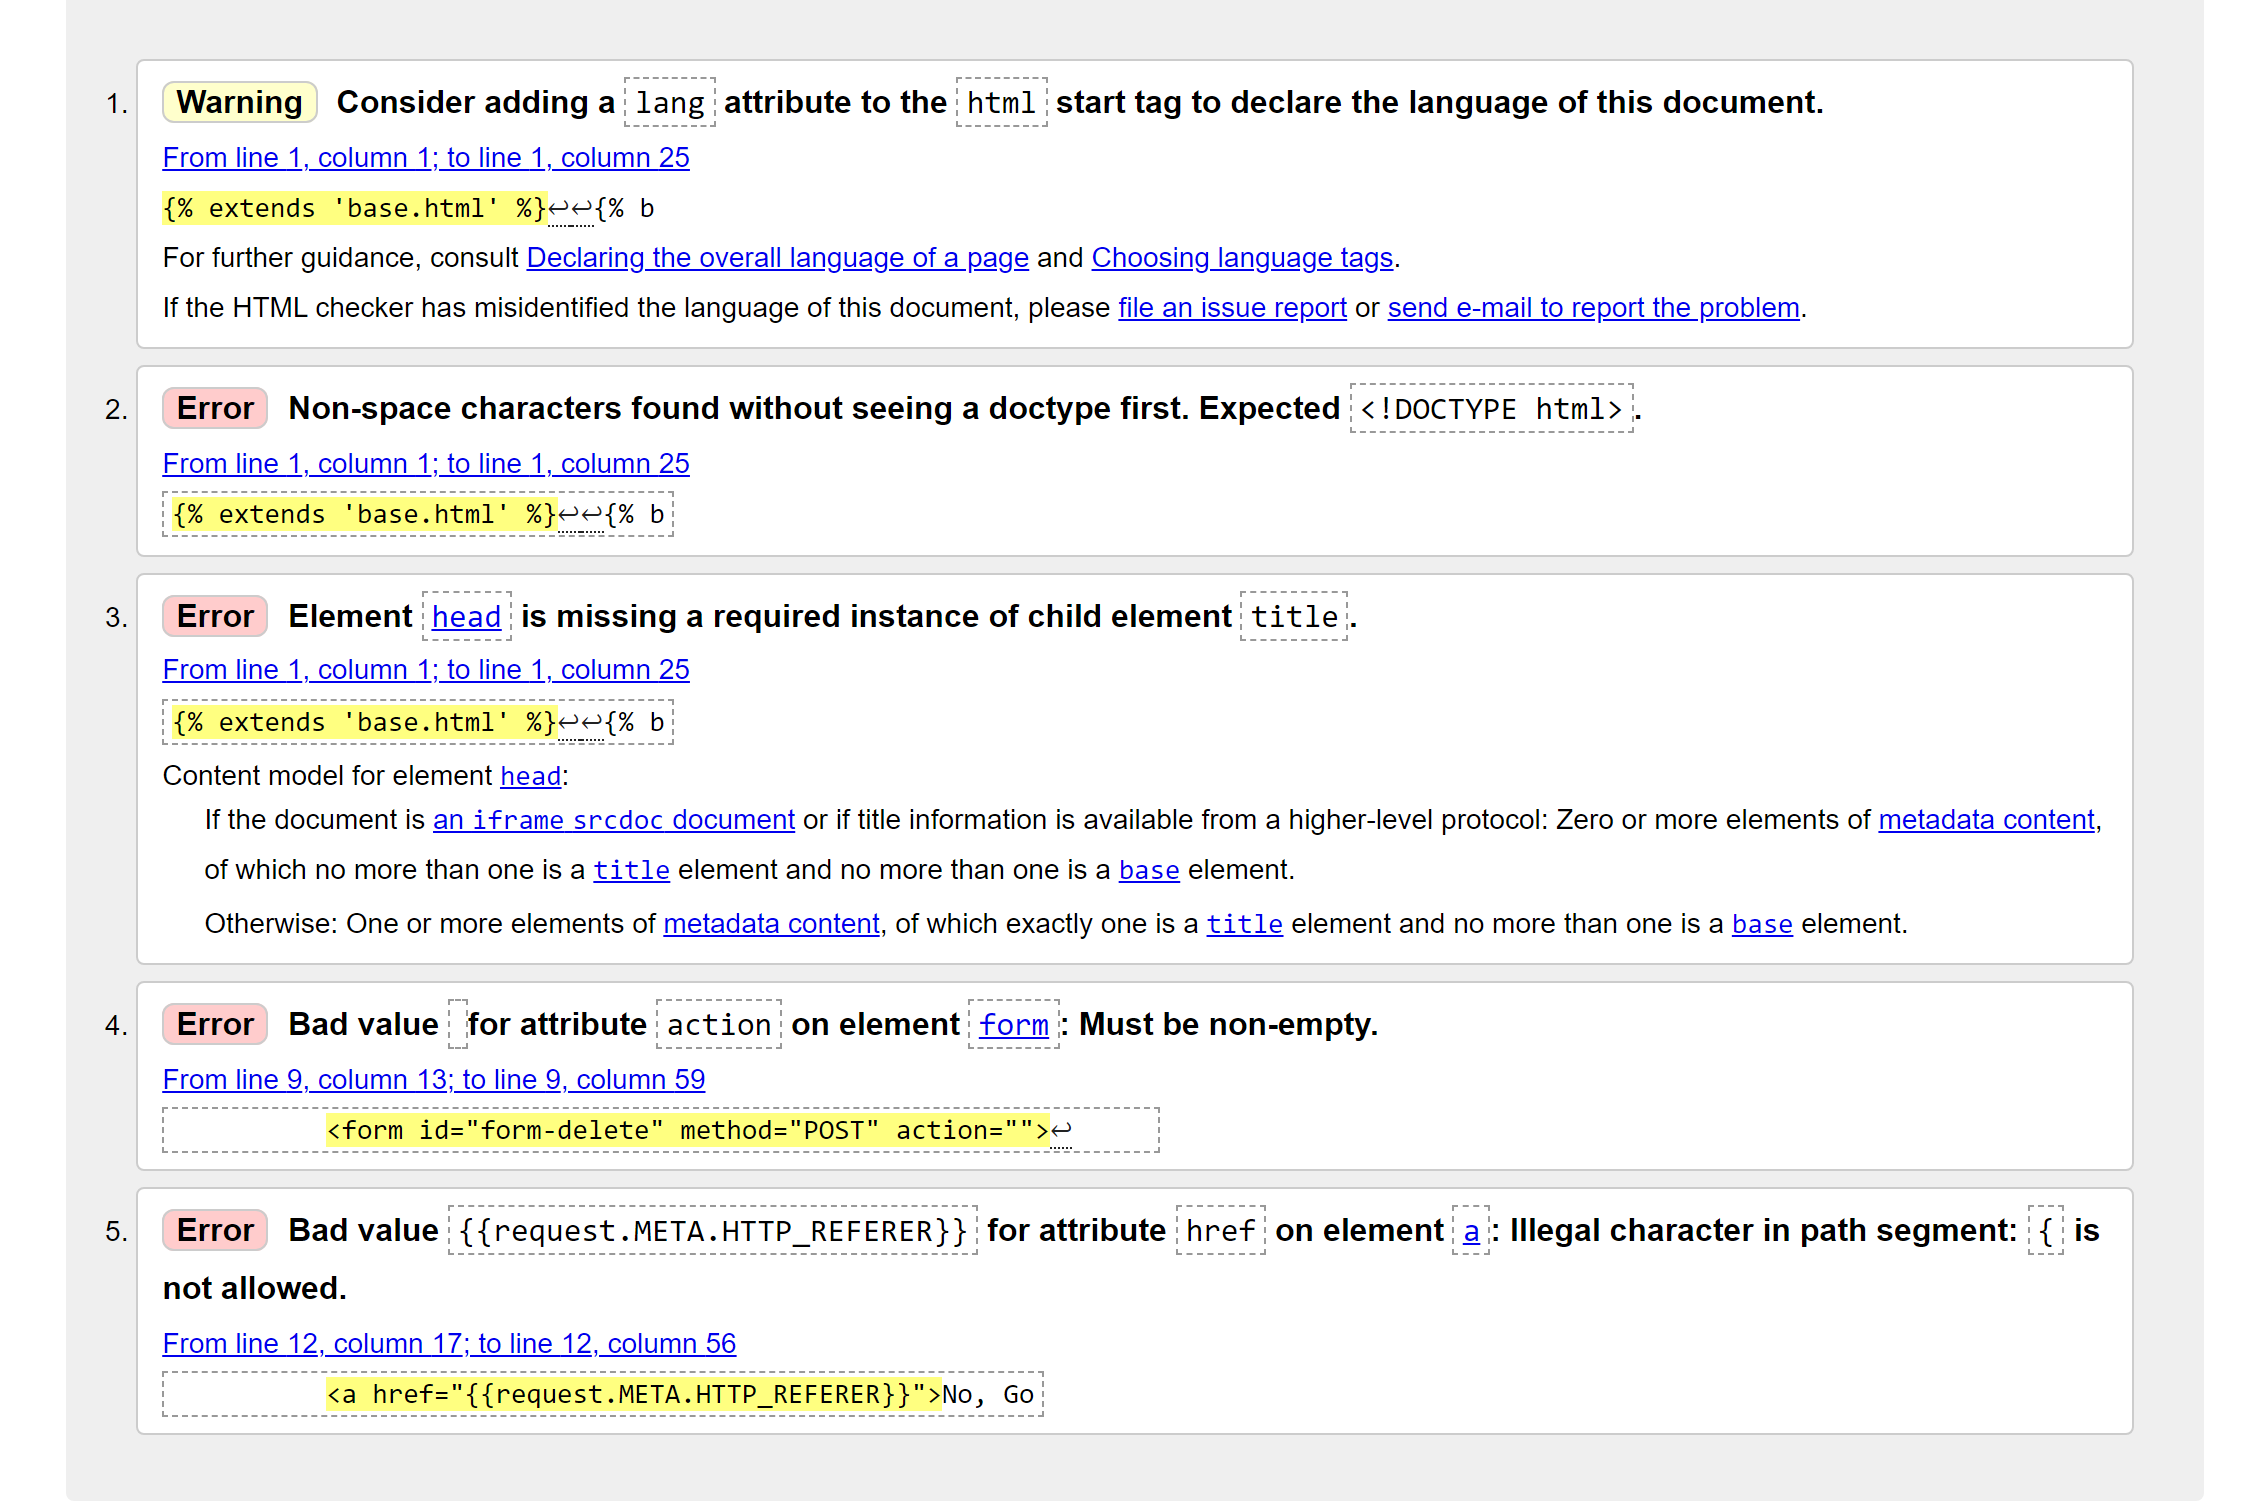 1. Warning Consider adding a lang attribute to the html start tag to declare the language of this document.
From line 1, column 1; to line 1, column 25
{% extends 'base.html' %}↩↩{% b
For further guidance, consult Declaring the overall language of a page and Choosing language tags.
If the HTML checker has misidentified the language of this document, please file an issue report or send e-mail to report the problem.
2. Error Non-space characters found without seeing a doctype first. Expected <!DOCTYPE html>.
From line 1, column 1; to line 1, column 25
{% extends 'base.html' %}↩↩{% b
3. Error Element head is missing a required instance of child element title.
From line 1, column 1; to line 1, column 25
{% extends 'base.html' %}↩↩{% b
Content model for element head:
If the document is an iframe srcdoc document or if title information is available from a higher-level protocol: Zero or more elements of metadata content,
of which no more than one is a title element and no more than one is a base element.
Otherwise: One or more elements of metadata content, of which exactly one is a title element and no more than one is a base element.
4. Error Bad value for attribute action on element form: Must be non-empty.
From line 9, column 13; to line 9, column 59
<form id="form-delete" method="POST" action="">↩
5. Error Bad value {{request.META.HTTP_REFERER}} for attribute href on element a: Illegal character in path segment: { is
not allowed.
From line 12, column 17; to line 12, column 56
<a href="{{request.META.HTTP_REFERER}}">No, Go